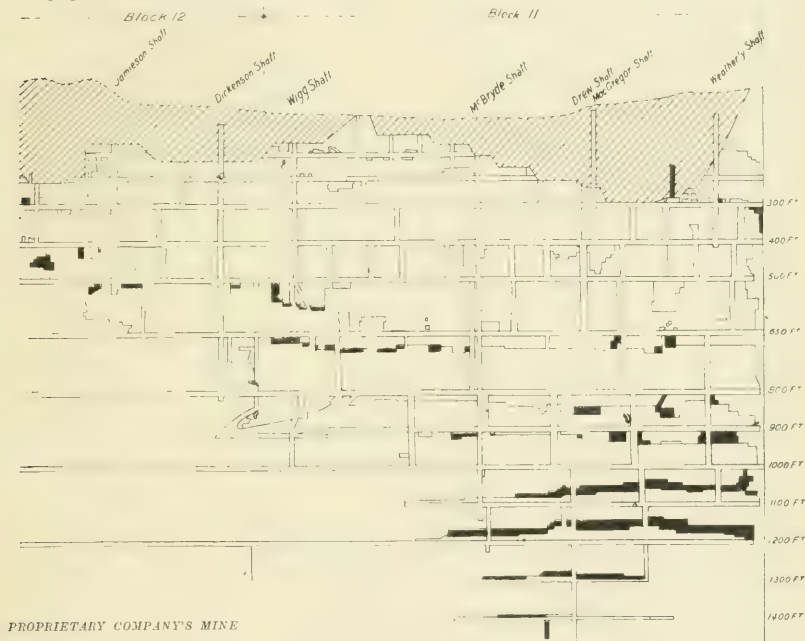 Block 12
Block 11
Jamieson Shaft
Dickenson Shaft
Wigg Shaft
McBryde Shaft
Drew Shaft
MacGregor Shaft
Weather'y Shaft
300 FT
400 FT
500 FT
650 FT
800 FT
900 FT
1000 FT
1100 FT
1200 FT
1300 FT
1400 FT
PROPRIETARY COMPANY'S MINE